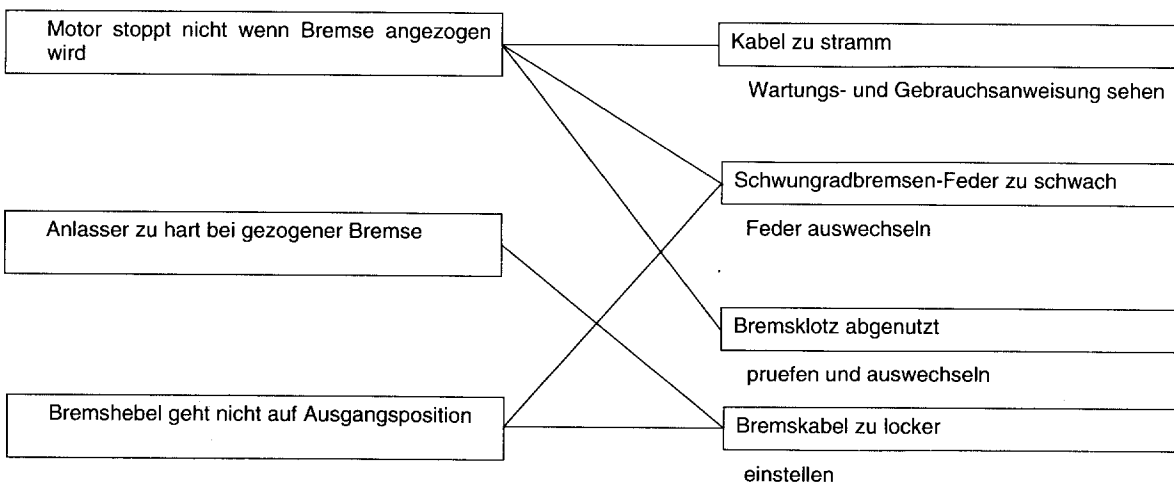 Motor stoppt nicht wenn Bremse angezogen
wird
Anlasser zu hart bei gezogener Bremse
Bremshebel geht nicht auf Ausgangsposition
Kabel zu stramm
Wartungs- und Gebrauchsanweisung sehen
Schwungradbremsen-Feder zu schwach
Feder auswechseln
Bremsklotz abgenutzt
pruefen und auswechseln
Bremskabel zu locker
einstellen